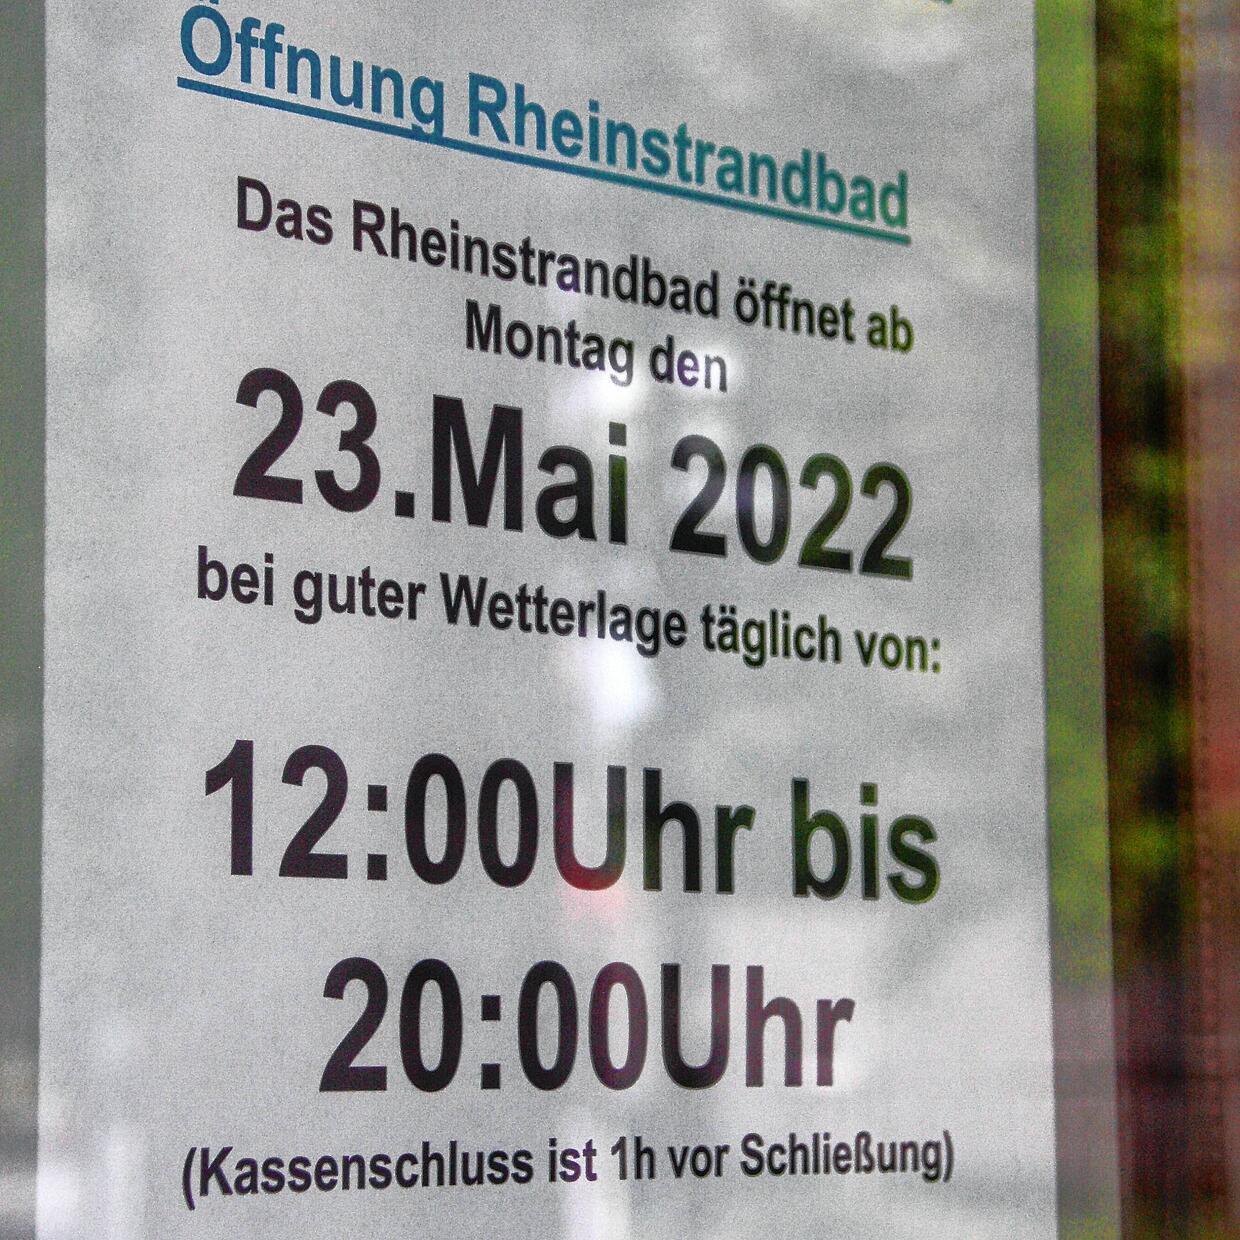 Öffnung Rheinstrandbad
Das Rheinstrandbad öffnet ab
Montag den
23.Mai 2022
bei guter Wetterlage täglich von:
12:00Uhr bis
20:00Uhr
(Kassenschluss ist 1h vor Schließung)